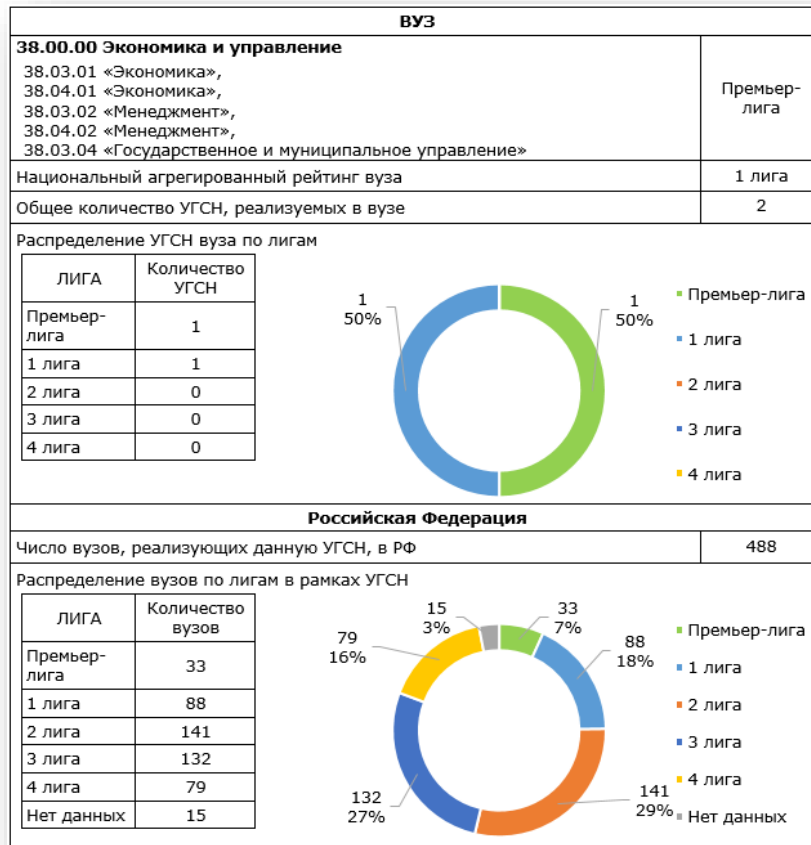 ВУЗ
38.00.00 Экономика и управление
38.03.01 «Экономика»,
38.04.01 «Экономика»,
38.03.02 «Менеджмент»,
38.04.02 «Менеджмент»,
38.03.04 «Государственное и муниципальное управление»
Премьер-
лига
Национальный агрегированный рейтинг вуза
1 лига
Общее количество УГСН, реализуемых в вузе
2
Распределение УГСН вуза по лигам
ЛИГА
Количество
УГСН
Премьер-
лига
1
1 лига
1
2 лига
0
3 лига
0
4 лига
0
1
50%
1
50%
Премьер-лига
1 лига
2 лига
3 лига
4 лига
Российская Федерация
Число вузов, реализующих данную УГСН, в РФ
488
Распределение вузов по лигам в рамках УГСН
ЛИГА
Количество
вузов
Премьер-
лига
33
1 лига
88
2 лига
141
3 лига
132
4 лига
79
Нет данных
15
15
3%
33
7%
79
16%
88
18%
132
27%
141
29%
Премьер-лига
1 лига
2 лига
3 лига
4 лига
Нет данных